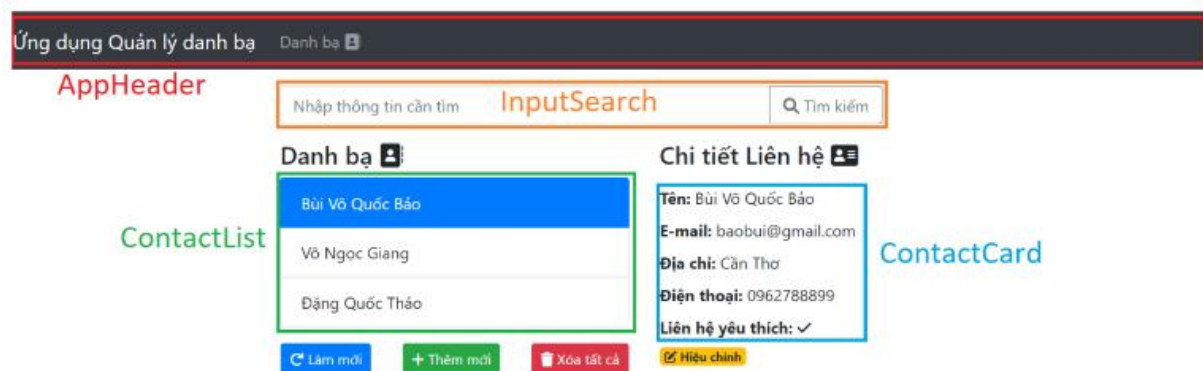 Ứng dụng Quản lý danh bạ Danh bạ
AppHeader
Nhập thông tin cần tìm InputSearch Tìm kiếm
Danh bạ
Chi tiết Liên hệ
Bùi Võ Quốc Bảo
Võ Ngọc Giang
Đặng Quốc Thảo
ContactList
Tên: Bùi Võ Quốc Bảo
E-mail: baobui@gmail.com
Địa chỉ: Cần Thơ
Điện thoại: 0962788899
Liên hệ yêu thích: ✓
ContactCard
Làm mới
Thêm mới
Xóa tất cả
Hiệu chỉnh